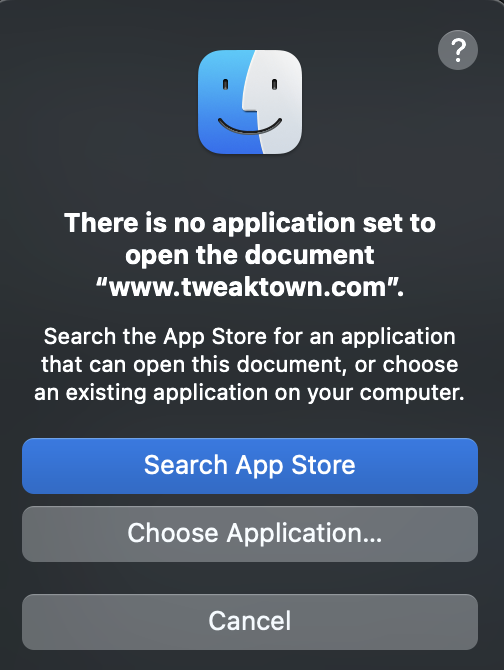 ?
There is no application set to
open the document
“www.tweaktown.com”.
Search the App Store for an application
that can open this document, or choose
an existing application on your computer.
Search App Store
Choose Application...
Cancel